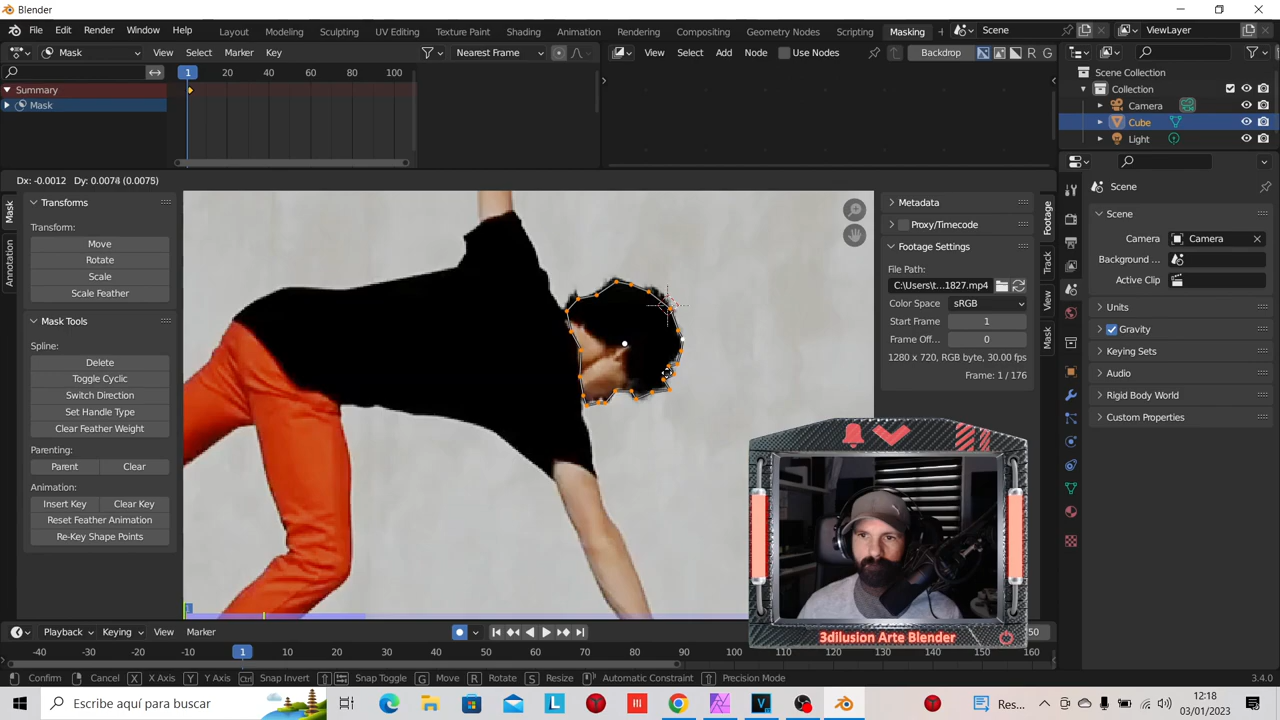 Blender
File Edit Render Window Help Layout Modeling Sculpting UV Editing Texture Paint Shading Animation Rendering Compositing Geometry Nodes Scripting Masking + Scene ViewLayer
Mask View Select Marker Key Nearest Frame View Select Add Node Use Nodes Backdrop R G
1 20 40 60 80 100
Summary
Mask
Scene Collection
Collection
Camera
Cube
Light
Dx: -0.0012 Dy: 0.0074 (0.0075)
Mask
Annotation
Transforms
Transform:
Move
Rotate
Scale
Scale Feather
Mask Tools
Spline:
Delete
Toggle Cyclic
Switch Direction
Set Handle Type
Clear Feather Weight
Parenting:
Parent Clear
Animation:
Insert Key Clear Key
Reset Feather Animation
Re-Key Shape Points
1
Metadata
Proxy/Timecode
Footage Settings
File Path:
C:\Users\t...1827.mp4
Color Space sRGB
Start Frame 1
Frame Off... 0
1280 x 720, RGB byte, 30.00 fps
Frame: 1 / 176
Footage
Track
View
Mask
Scene
Scene
Camera Camera
Background ...
Active Clip
Units
Gravity
Keying Sets
Audio
Rigid Body World
Custom Properties
3dilusion Arte Blender
Playback Keying View Marker 50
-40 -30 -20 -10 1 10 20 30 40 50 60 70 80 90 100 110 120 130 140 150 160
Confirm Cancel X X Axis Y Y Axis Ctrl Snap Invert Snap Toggle G Move R Rotate S Resize Automatic Constraint Precision Mode 3.4.0
Escribe aquí para buscar Res... 12:18
03/01/2023